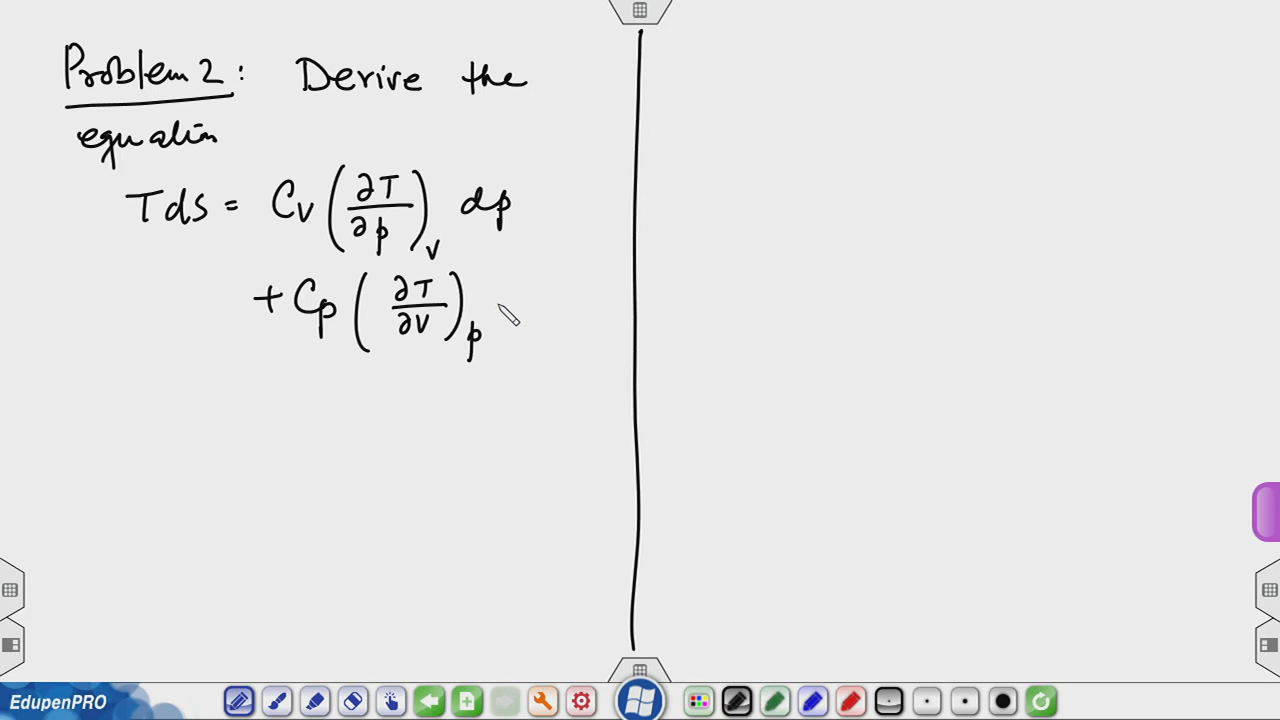 Problem 2: Derive the
equation
Tds = Cv (∂T/∂p)v dp
+ Cp (∂T/∂V)p
EdupenPRO